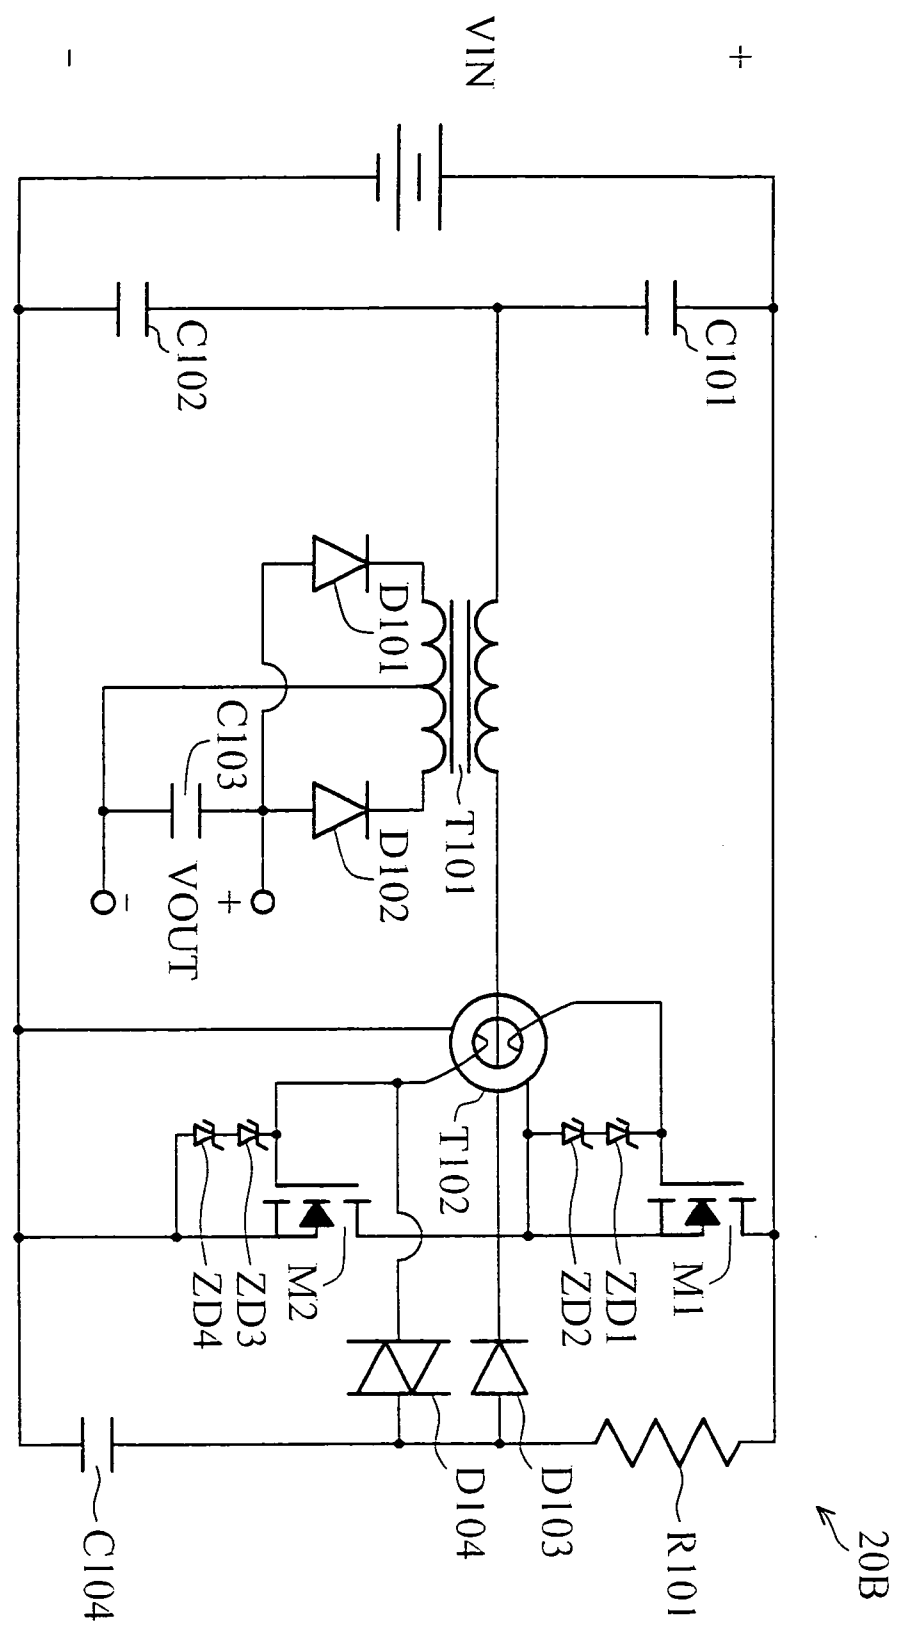 20B
+
VIN
-
C101
C102
T101
D101
D102
C103
+
VOUT
-
T102
M1
ZD1
ZD2
M2
ZD3
ZD4
R101
D103
D104
C104